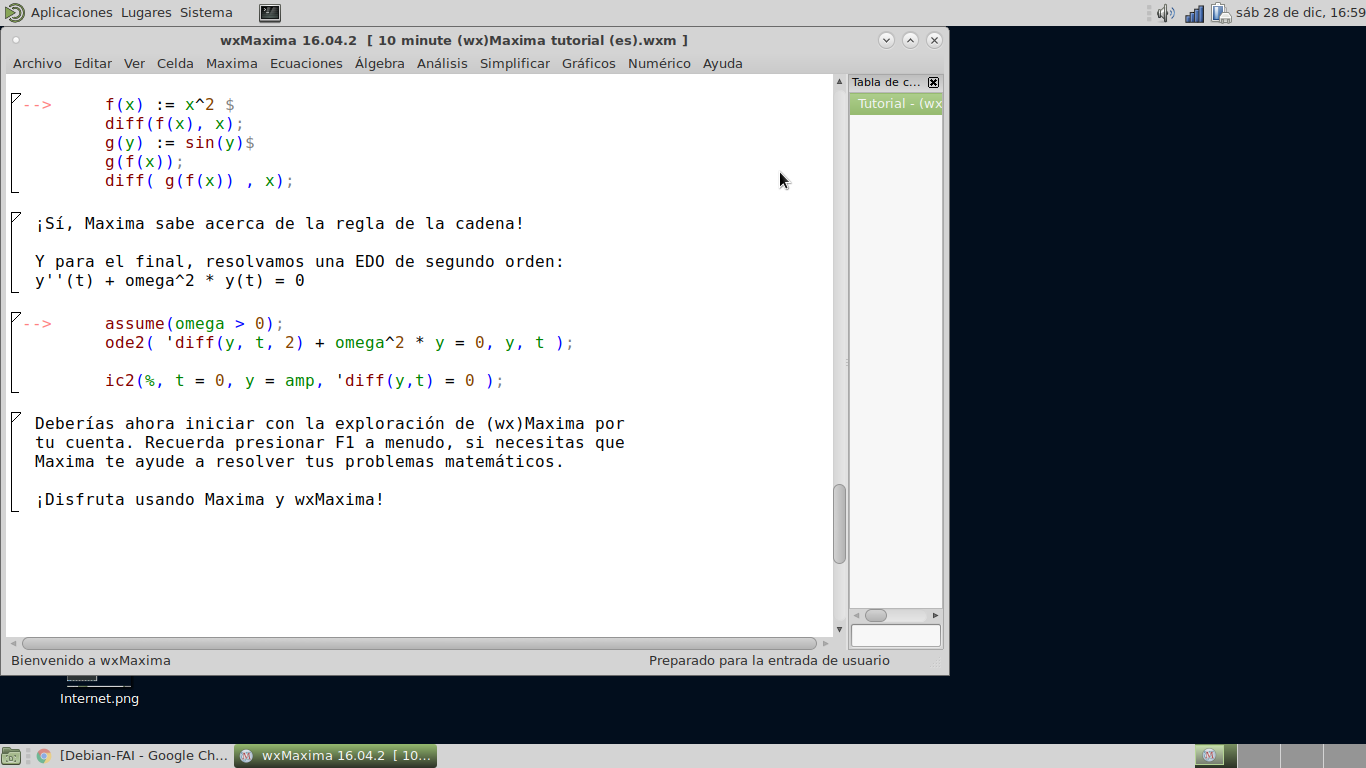 Aplicaciones Lugares Sistema
sáb 28 de dic, 16:59
wxMaxima 16.04.2 [ 10 minute (wx)Maxima tutorial (es).wxm ]
Archivo Editar Ver Celda Maxima Ecuaciones Álgebra Análisis Simplificar Gráficos Numérico Ayuda
Tabla de c...
Tutorial - (wx
--> f(x) := x^2 $
diff(f(x), x);
g(y) := sin(y)$
g(f(x));
diff( g(f(x)) , x);
¡Sí, Maxima sabe acerca de la regla de la cadena!
Y para el final, resolvamos una EDO de segundo orden:
y''(t) + omega^2 * y(t) = 0
--> assume(omega > 0);
ode2( 'diff(y, t, 2) + omega^2 * y = 0, y, t );
ic2(%, t = 0, y = amp, 'diff(y,t) = 0 );
Deberías ahora iniciar con la exploración de (wx)Maxima por
tu cuenta. Recuerda presionar F1 a menudo, si necesitas que
Maxima te ayude a resolver tus problemas matemáticos.
¡Disfruta usando Maxima y wxMaxima!
Bienvenido a wxMaxima
Preparado para la entrada de usuario
Internet.png
[Debian-FAI - Google Ch...
wxMaxima 16.04.2 [ 10...